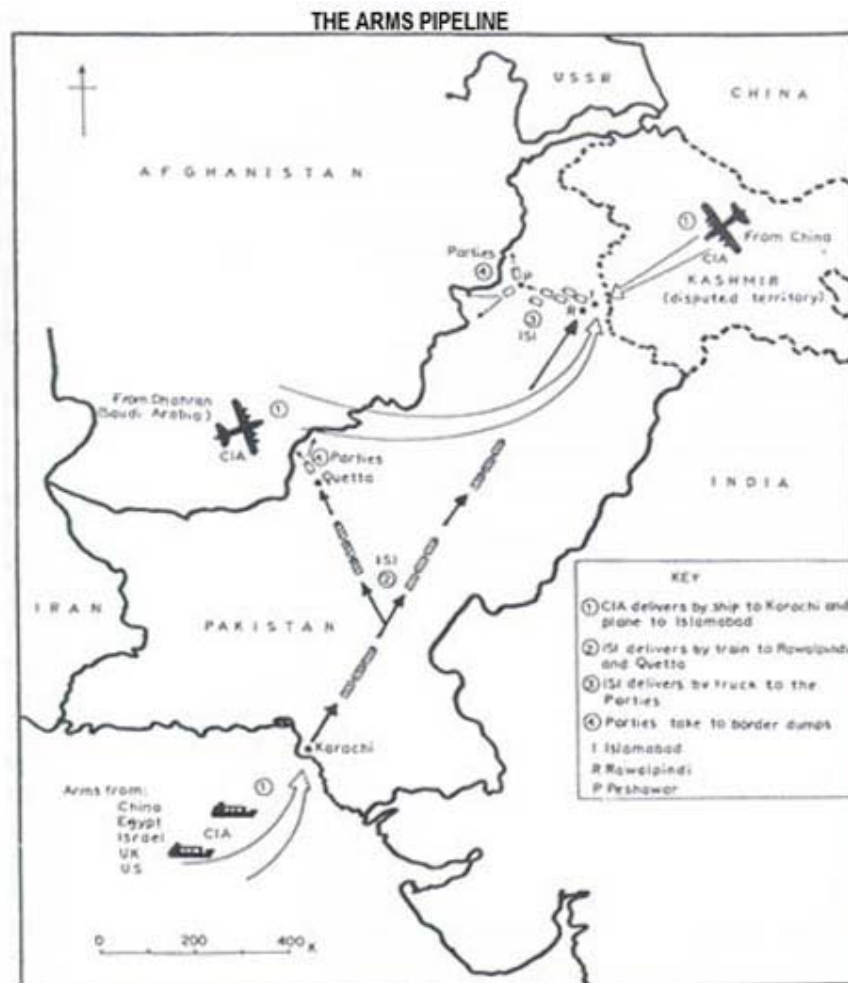 THE ARMS PIPELINE
USSR
CHINA
AFGHANISTAN
Parties
④
P
①
From China
CIA
KASHMIR
(disputed territory)
I
R
③
ISI
From Dhahran
(Saudi Arabia)
①
CIA
④ Parties
Quetta
INDIA
ISI
②
IRAN
PAKISTAN
KEY
① CIA delivers by ship to Karachi and
plane to Islamabad
② ISI delivers by train to Rawalpindi
and Quetta
③ ISI delivers by truck to the
Parties
④ Parties take to border dumps
I Islamabad
R Rawalpindi
P Peshawar
Karachi
Arms from:
China
Egypt
Israel
UK
US
①
CIA
0 200 400 K